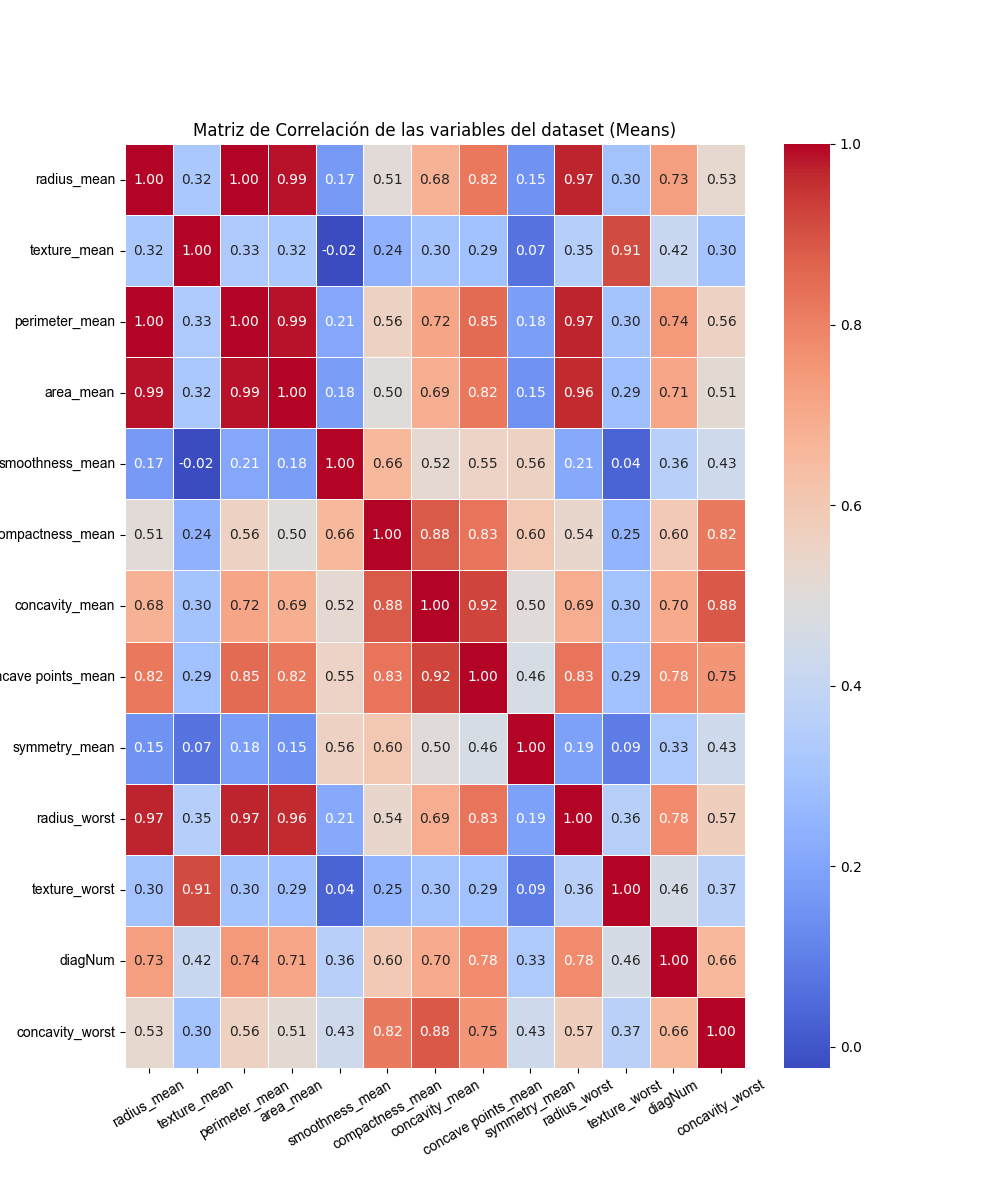 Matriz de Correlación de las variables del dataset (Means)
radius_mean 1.00 0.32 1.00 0.99 0.17 0.51 0.68 0.82 0.15 0.97 0.30 0.73 0.53
texture_mean 0.32 1.00 0.33 0.32 -0.02 0.24 0.30 0.29 0.07 0.35 0.91 0.42 0.30
perimeter_mean 1.00 0.33 1.00 0.99 0.21 0.56 0.72 0.85 0.18 0.97 0.30 0.74 0.56
area_mean 0.99 0.32 0.99 1.00 0.18 0.50 0.69 0.82 0.15 0.96 0.29 0.71 0.51
smoothness_mean 0.17 -0.02 0.21 0.18 1.00 0.66 0.52 0.55 0.56 0.21 0.04 0.36 0.43
ompactness_mean 0.51 0.24 0.56 0.50 0.66 1.00 0.88 0.83 0.60 0.54 0.25 0.60 0.82
concavity_mean 0.68 0.30 0.72 0.69 0.52 0.88 1.00 0.92 0.50 0.69 0.30 0.70 0.88
ncave points_mean 0.82 0.29 0.85 0.82 0.55 0.83 0.92 1.00 0.46 0.83 0.29 0.78 0.75
symmetry_mean 0.15 0.07 0.18 0.15 0.56 0.60 0.50 0.46 1.00 0.19 0.09 0.33 0.43
radius_worst 0.97 0.35 0.97 0.96 0.21 0.54 0.69 0.83 0.19 1.00 0.36 0.78 0.57
texture_worst 0.30 0.91 0.30 0.29 0.04 0.25 0.30 0.29 0.09 0.36 1.00 0.46 0.37
diagNum 0.73 0.42 0.74 0.71 0.36 0.60 0.70 0.78 0.33 0.78 0.46 1.00 0.66
concavity_worst 0.53 0.30 0.56 0.51 0.43 0.82 0.88 0.75 0.43 0.57 0.37 0.66 1.00
radius_mean texture_mean perimeter_mean area_mean smoothness_mean compactness_mean concavity_mean concave points_mean symmetry_mean radius_worst texture_worst diagNum concavity_worst
1.0
0.8
0.6
0.4
0.2
0.0